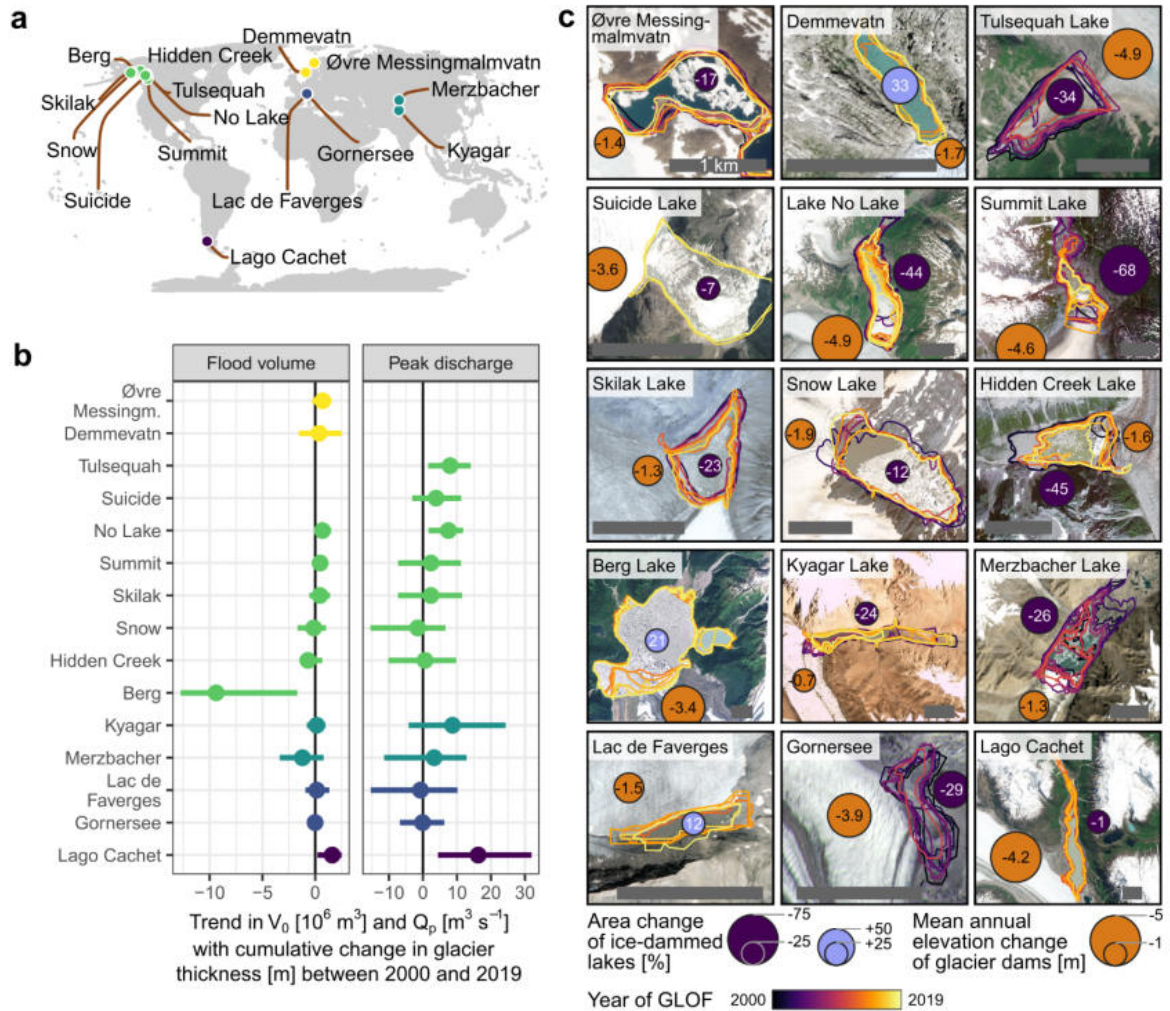 a
Demmevatn
Berg
Hidden Creek
Øvre Messingmalmvatn
Merzbacher
Skilak
Tulsequah
No Lake
Snow
Summit
Gornersee
Kyagar
Suicide
Lac de Faverges
Lago Cachet
b
Flood volume
Peak discharge
Øvre
Messingm.
Demmevatn
Tulsequah
Suicide
No Lake
Summit
Skilak
Snow
Hidden Creek
Berg
Kyagar
Merzbacher
Lac de
Faverges
Gornersee
Lago Cachet
−10 −5 0
−10 0 10 20 30
Trend in V₀ [10⁶ m³] and Qₚ [m³ s⁻¹]
with cumulative change in glacier
thickness [m] between 2000 and 2019
c
Øvre Messing-
malmvatn
-17
-1.4
1 km
Demmevatn
33
-1.7
Tulsequah Lake
-4.9
-34
Suicide Lake
-3.6
-7
Lake No Lake
-44
-4.9
Summit Lake
-68
-4.6
Skilak Lake
-1.3
-23
Snow Lake
-1.9
-12
Hidden Creek Lake
-1.6
-45
Berg Lake
21
-3.4
Kyagar Lake
-24
-0.7
Merzbacher Lake
-26
-1.3
Lac de Faverges
-1.5
12
Gornersee
-29
-3.9
Lago Cachet
-1
-4.2
Area change
of ice-dammed
lakes [%]
-75
-25
+50
+25
Mean annual
elevation change
of glacier dams [m]
-5
-1
Year of GLOF 2000 2019